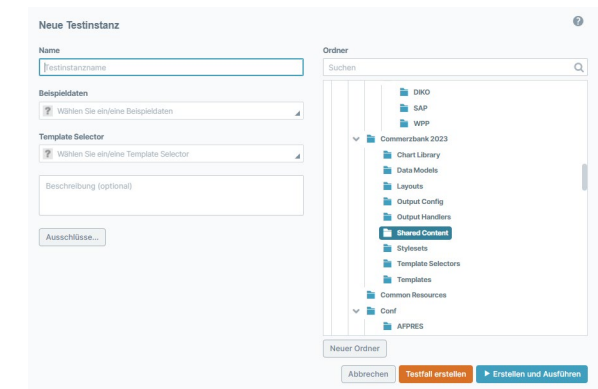 Neue Testinstanz
?
Name
Testinstanzname
Beispieldaten
? Wählen Sie ein/eine Beispieldaten
Template Selector
? Wählen Sie ein/eine Template Selector
Beschreibung (optional)
Ausschlüsse...
Ordner
Suchen
DIKO
SAP
WPP
Commerzbank 2023
Chart Library
Data Models
Layouts
Output Config
Output Handlers
Shared Content
Stylesets
Template Selectors
Templates
Common Resources
Conf
AFPRES
Neuer Ordner
Abbrechen Testfall erstellen Erstellen und Ausführen